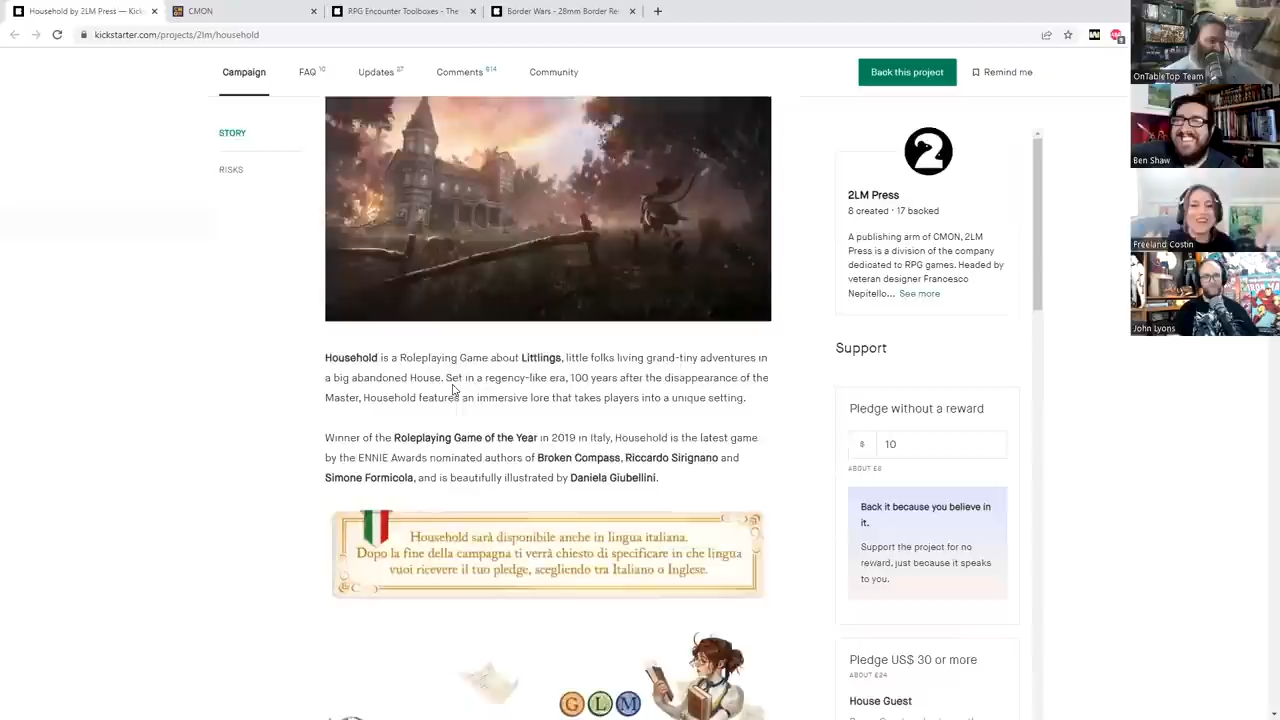 Household by 2LM Press — Kick
CMON
RPG Encounter Toolboxes - The
Border Wars - 28mm Border Re
kickstarter.com/projects/2lm/household
Campaign
FAQ 10
Updates 37
Comments 614
Community
Back this project
Remind me
STORY
RISKS
2
2LM Press
8 created · 17 backed
A publishing arm of CMON, 2LM
Press is a division of the company
dedicated to RPG games. Headed by
veteran designer Francesco
Nepitello... See more
Household is a Roleplaying Game about Littlings, little folks living grand-tiny adventures in
a big abandoned House. Set in a regency-like era, 100 years after the disappearance of the
Master, Household features an immersive lore that takes players into a unique setting.
Winner of the Roleplaying Game of the Year in 2019 in Italy, Household is the latest game
by the ENNIE Awards nominated authors of Broken Compass, Riccardo Sirignano and
Simone Formicola, and is beautifully illustrated by Daniela Giubellini.
Household sarà disponibile anche in lingua italiana.
Dopo la fine della campagna ti verrà chiesto di specificare in che lingua
vuoi ricevere il tuo pledge, scegliendo tra Italiano o Inglese.
G L M
Support
Pledge without a reward
$ 10
ABOUT £8
Back it because you believe in
it.
Support the project for no
reward, just because it speaks
to you.
Pledge US$ 30 or more
ABOUT £24
House Guest
OnTableTop Team
Ben Shaw
Freeland Costin
John Lyons